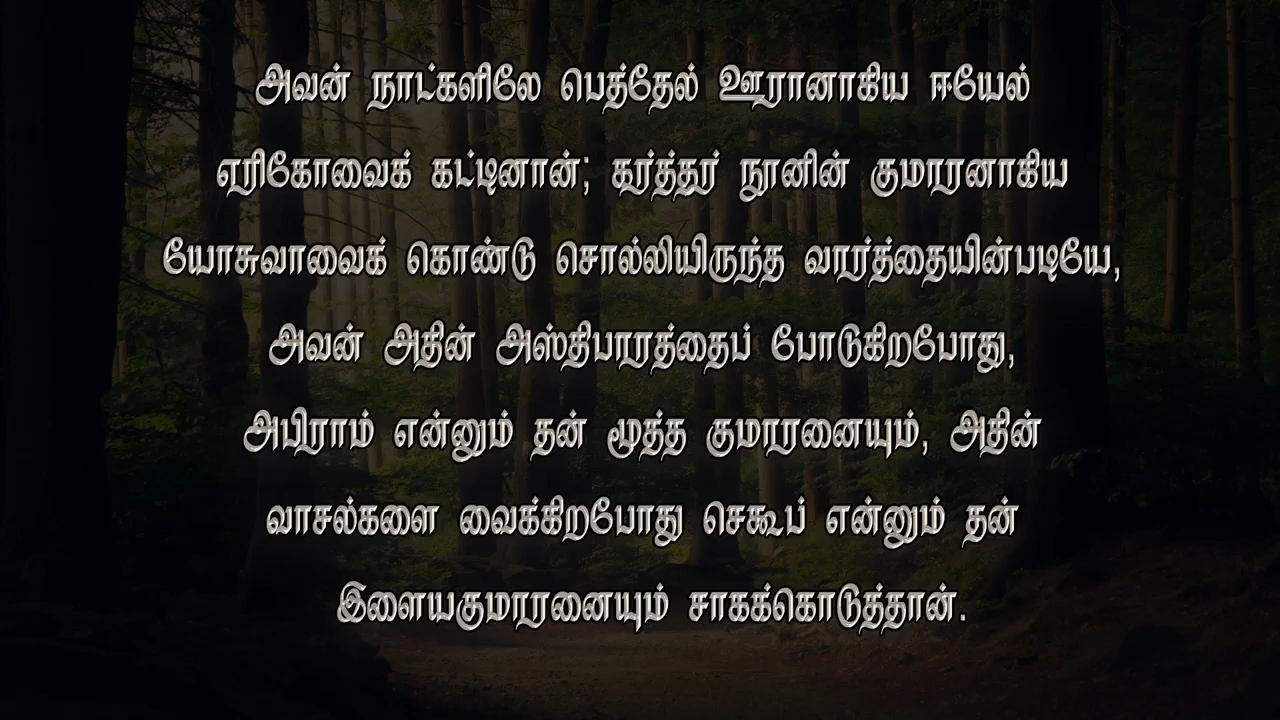 அவன் நாட்களிலே பெத்தேல் ஊரானாகிய ஈயேல்
எரிகோவைக் கட்டினான்; கர்த்தர் நூனின் குமாரனாகிய
யோசுவாவைக் கொண்டு சொல்லியிருந்த வார்த்தையின்படியே,
அவன் அதின் அஸ்திபாரத்தைப் போடுகிறபோது,
அபிராம் என்னும் தன் மூத்த குமாரனையும், அதின்
வாசல்களை வைக்கிறபோது செகூப் என்னும் தன்
இளையகுமாரனையும் சாகக்கொடுத்தான்.